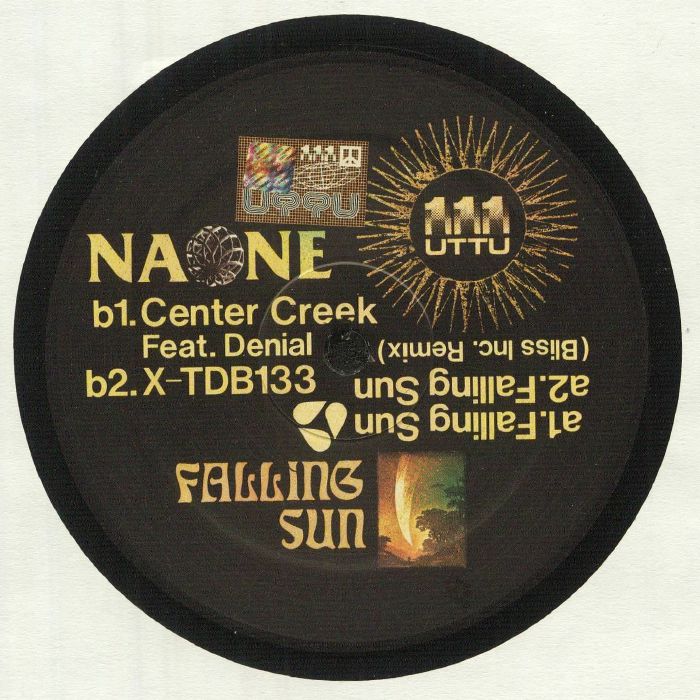 111
UTTU
111
UTTU
NAONE
b1. Center Creek
Feat. Denial
b2. X-TDB133
a1. Falling Sun
a2. Falling Sun
(Bliss Inc. Remix)
FALLiNG
SUN